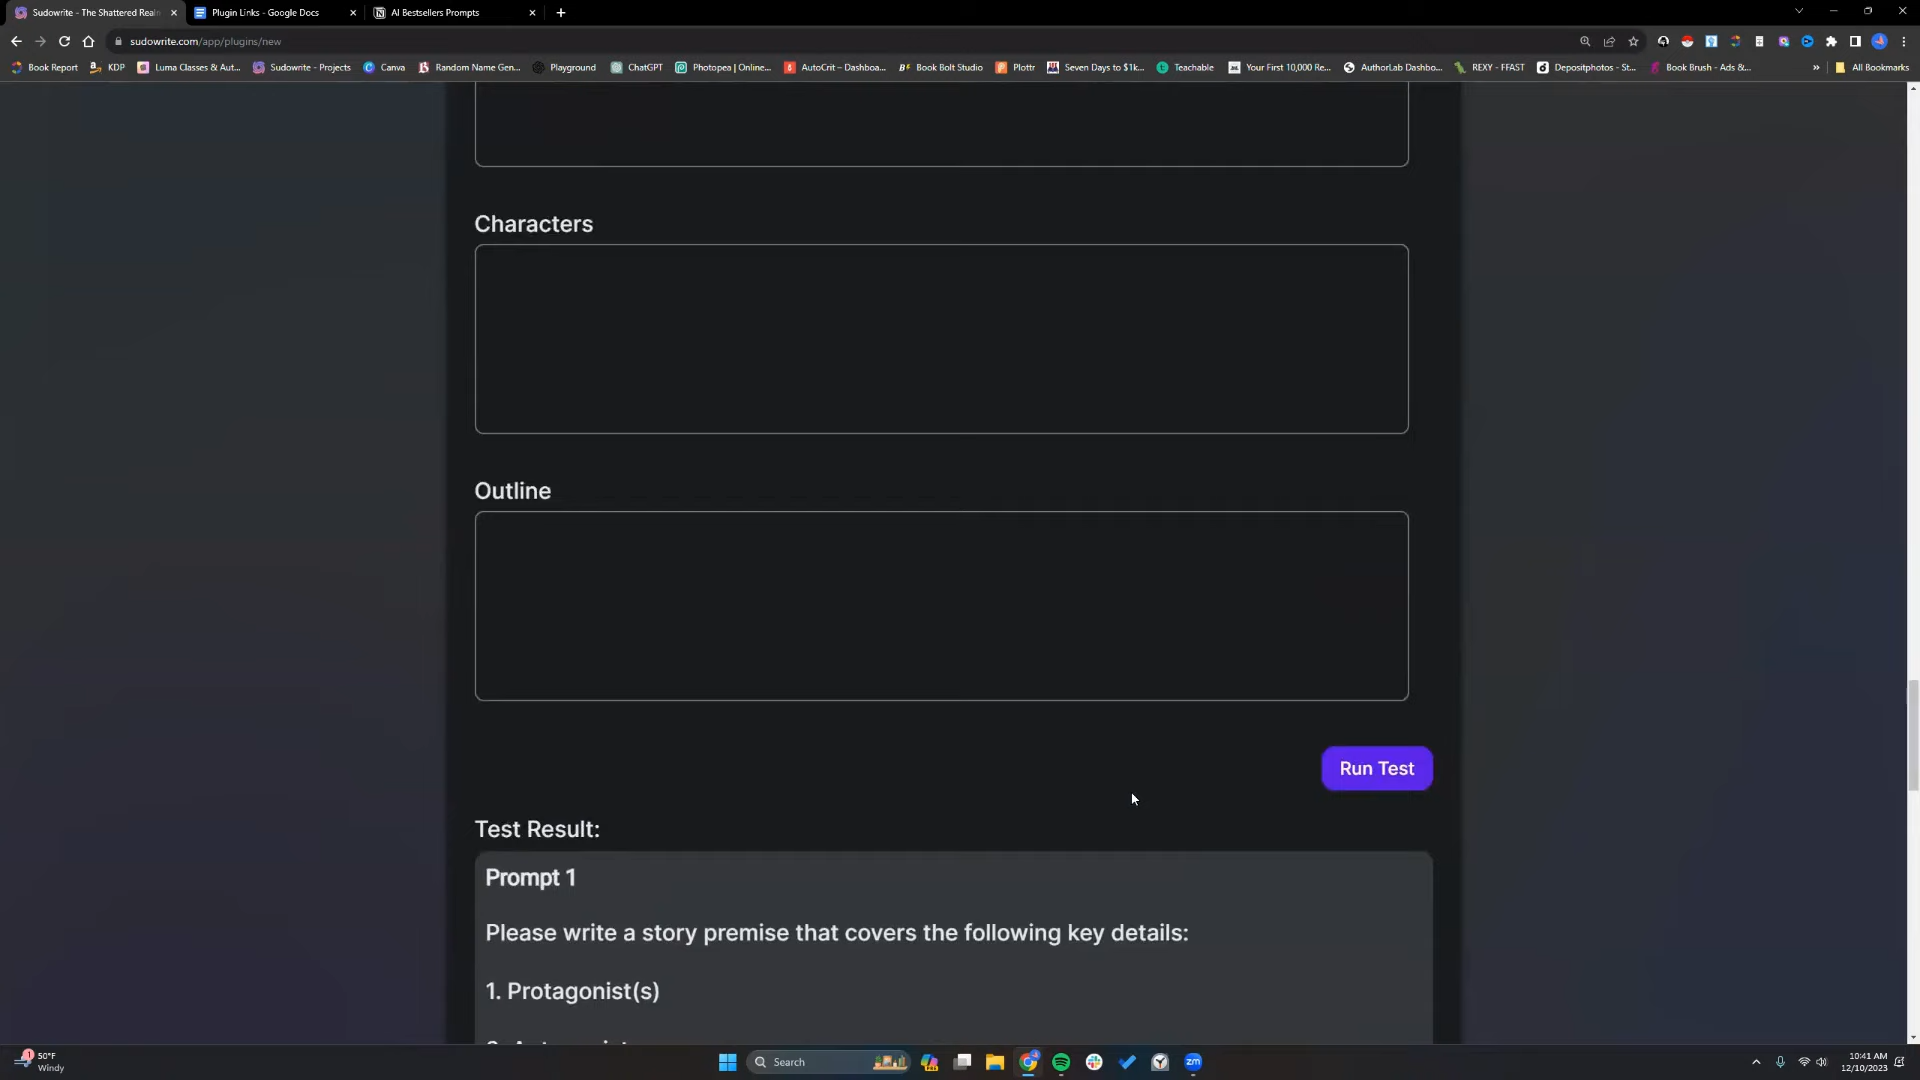 Sudowrite - The Shattered Real
Plugin Links - Google Docs
AI Bestsellers Prompts
sudowrite.com/app/plugins/new
Book Report
KDP
Luma Classes & Aut...
Sudowrite - Projects
Canva
Random Name Gen...
Playground
ChatGPT
Photopea | Online...
AutoCrit – Dashboa...
Book Bolt Studio
Plottr
Seven Days to $1k...
Teachable
Your First 10,000 Re...
AuthorLab Dashbo...
REXY - FFAST
Depositphotos - St...
Book Brush - Ads &...
»
All Bookmarks
Characters
Outline
Run Test
Test Result:
Prompt 1
Please write a story premise that covers the following key details:
1. Protagonist(s)
50°F
Windy
Search
10:41 AM
12/10/2023